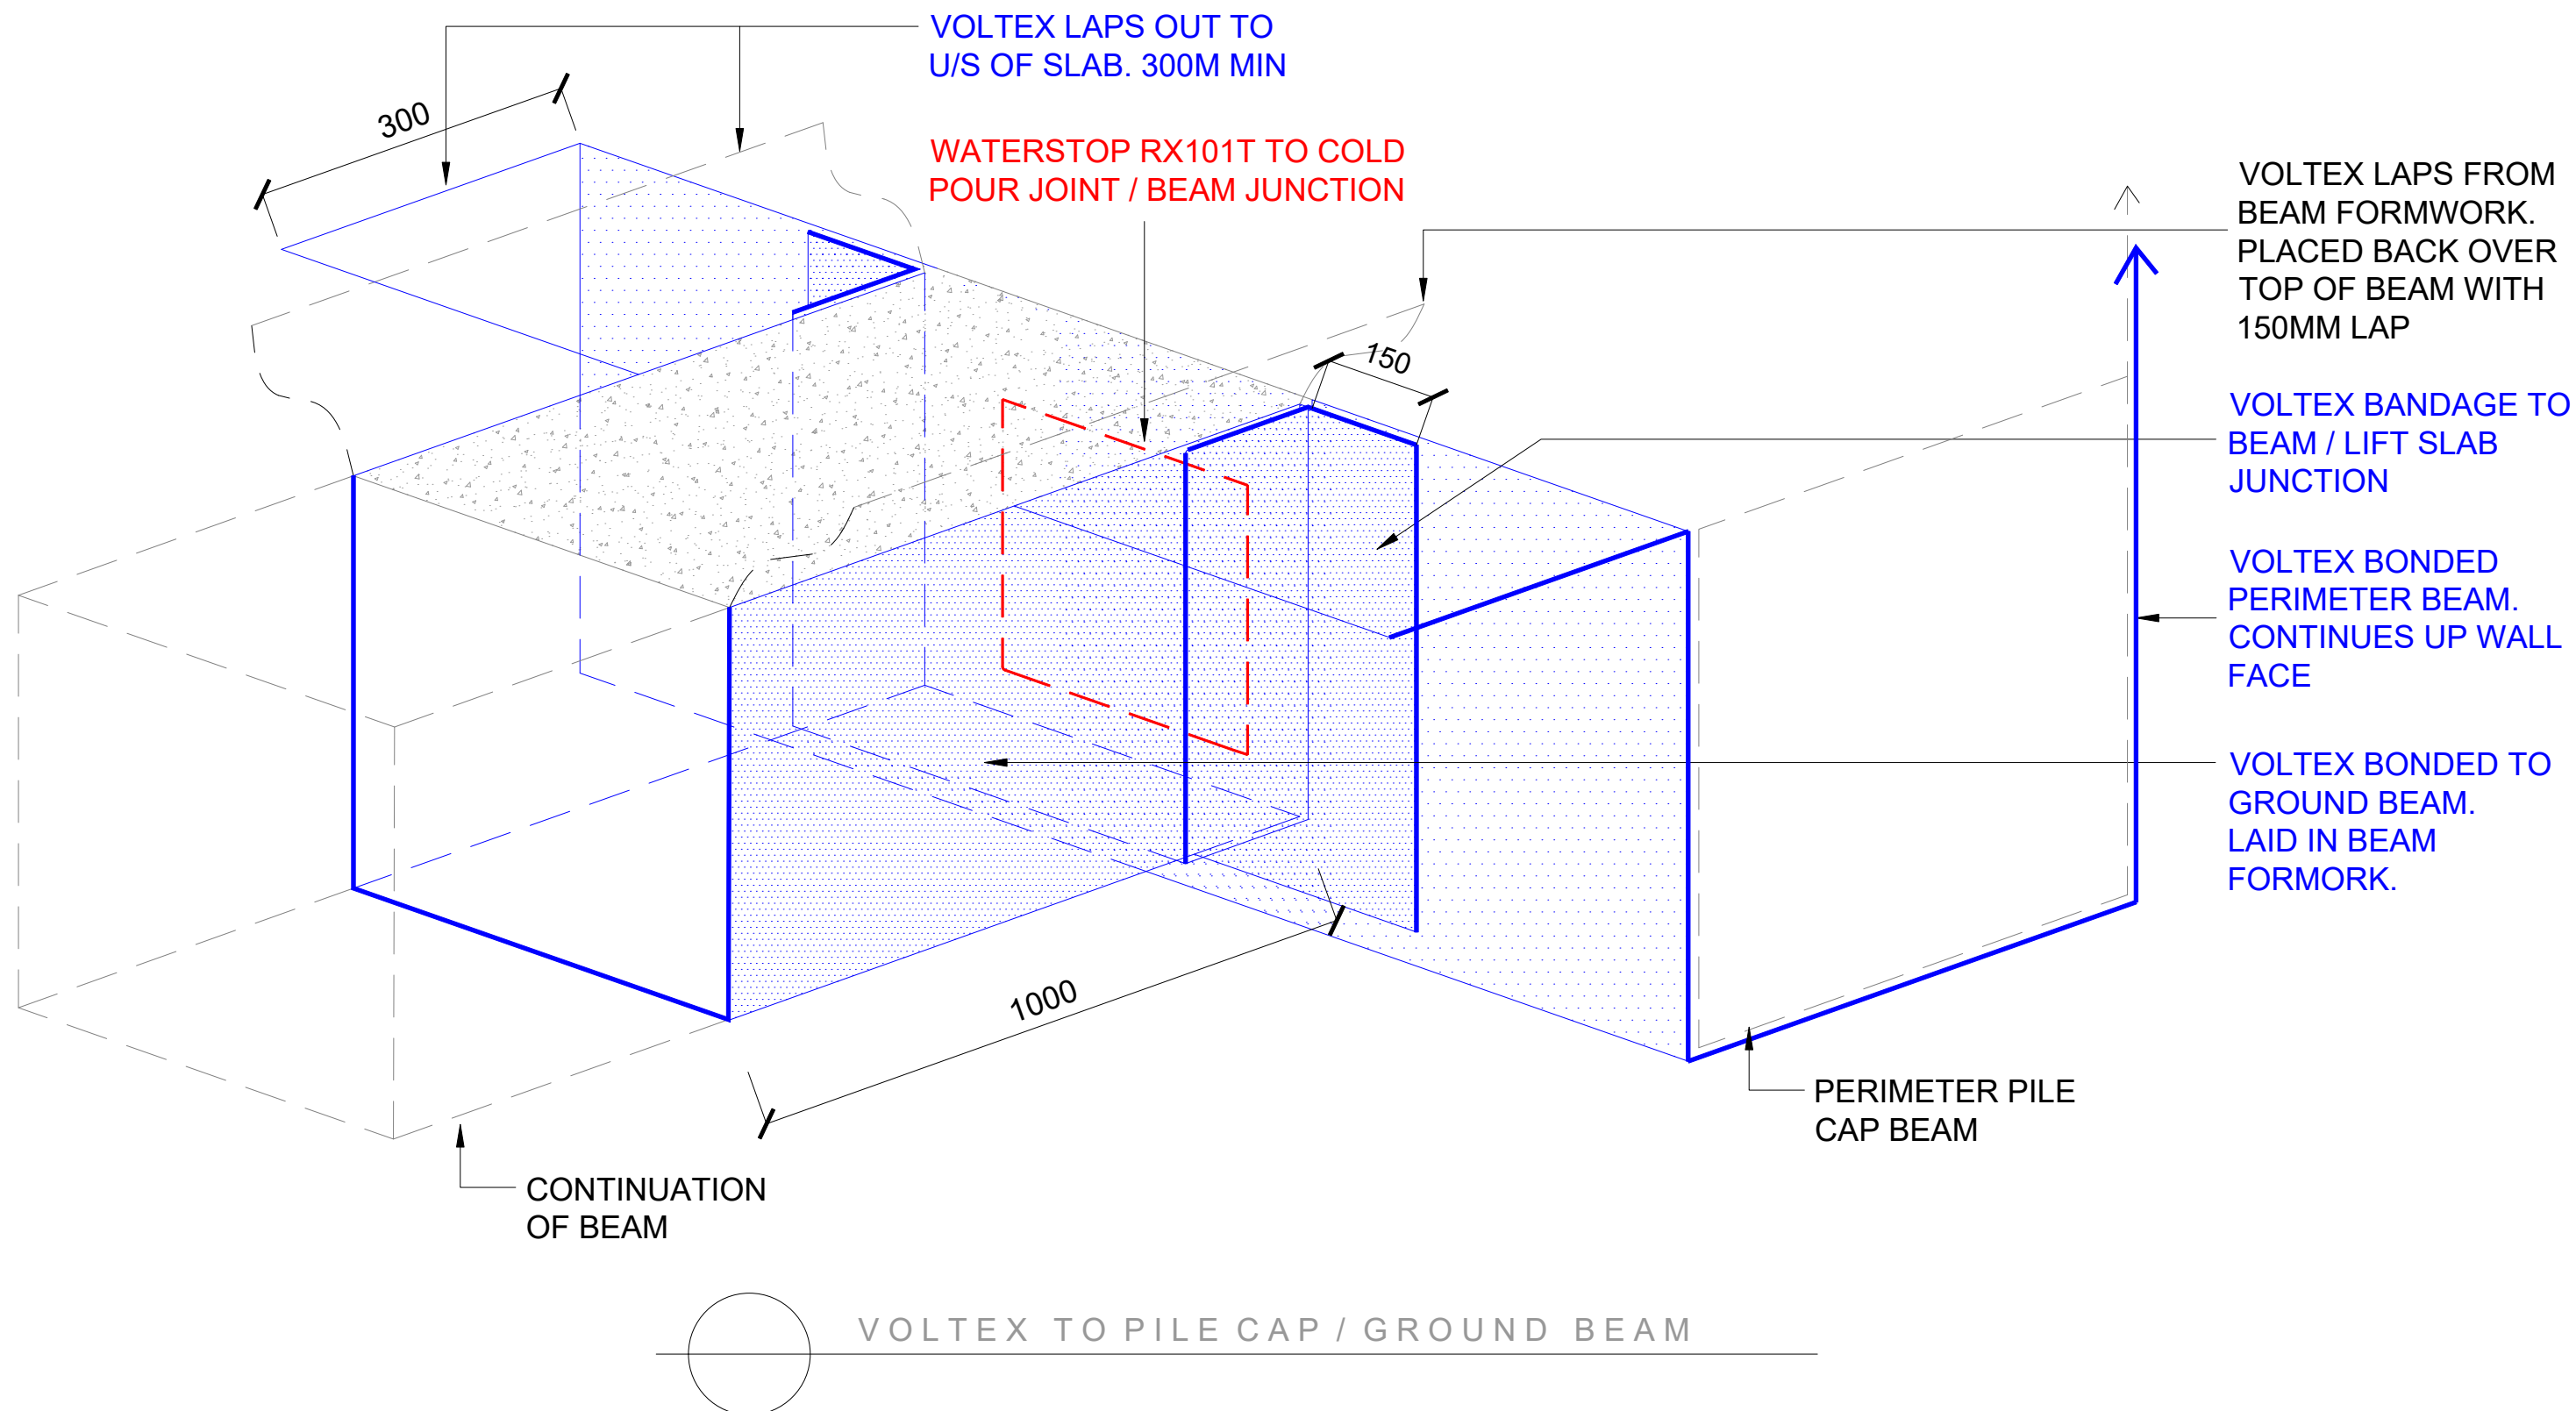 VOLTEX LAPS OUT TO
U/S OF SLAB. 300M MIN
300
WATERSTOP RX101T TO COLD
POUR JOINT / BEAM JUNCTION
VOLTEX LAPS FROM
BEAM FORMWORK.
PLACED BACK OVER
TOP OF BEAM WITH
150MM LAP
150
VOLTEX BANDAGE TO
BEAM / LIFT SLAB
JUNCTION
VOLTEX BONDED
PERIMETER BEAM.
CONTINUES UP WALL
FACE
VOLTEX BONDED TO
GROUND BEAM.
LAID IN BEAM
FORMORK.
1000
PERIMETER PILE
CAP BEAM
CONTINUATION
OF BEAM
VOLTEX TO PILE CAP / GROUND BEAM